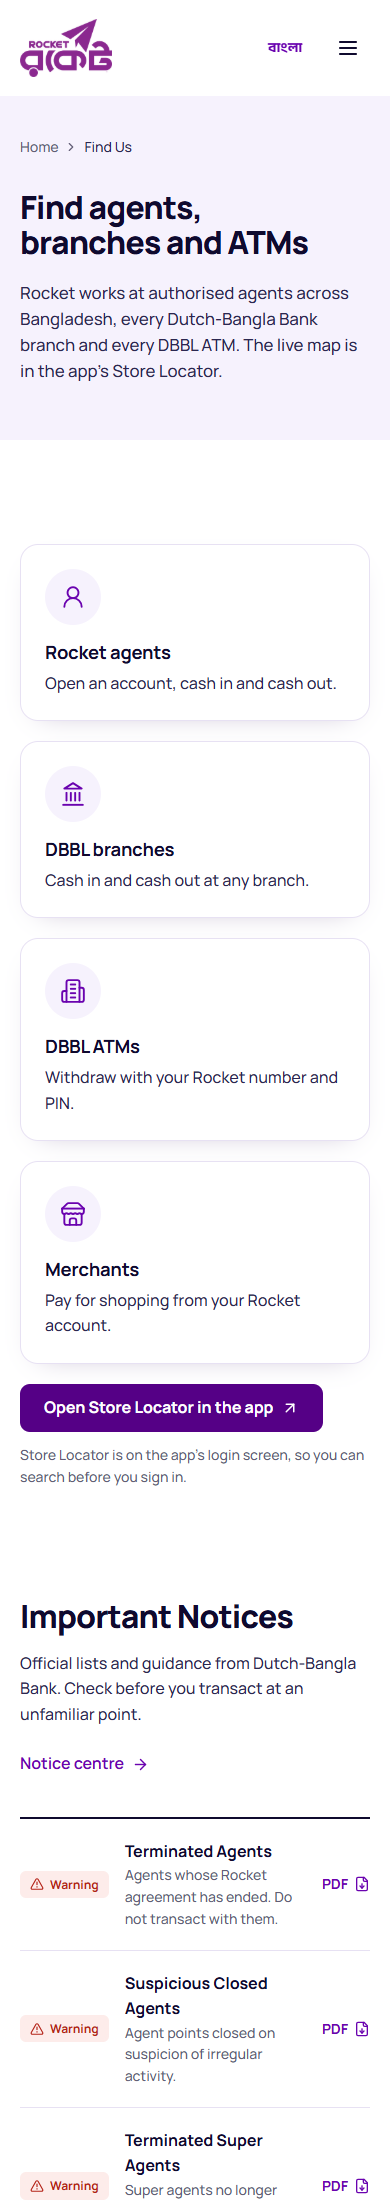 ROCKET
রকেট
বাংলা
Home > Find Us
Find agents,
branches and ATMs
Rocket works at authorised agents across
Bangladesh, every Dutch-Bangla Bank
branch and every DBBL ATM. The live map is
in the app's Store Locator.
Rocket agents
Open an account, cash in and cash out.
DBBL branches
Cash in and cash out at any branch.
DBBL ATMs
Withdraw with your Rocket number and
PIN.
Merchants
Pay for shopping from your Rocket
account.
Open Store Locator in the app
Store Locator is on the app's login screen, so you can
search before you sign in.
Important Notices
Official lists and guidance from Dutch-Bangla
Bank. Check before you transact at an
unfamiliar point.
Notice centre
Terminated Agents
Warning
Agents whose Rocket
agreement has ended. Do
not transact with them.
PDF
Suspicious Closed
Agents
Warning
Agent points closed on
suspicion of irregular
activity.
PDF
Terminated Super
Agents
Warning
Super agents no longer
PDF